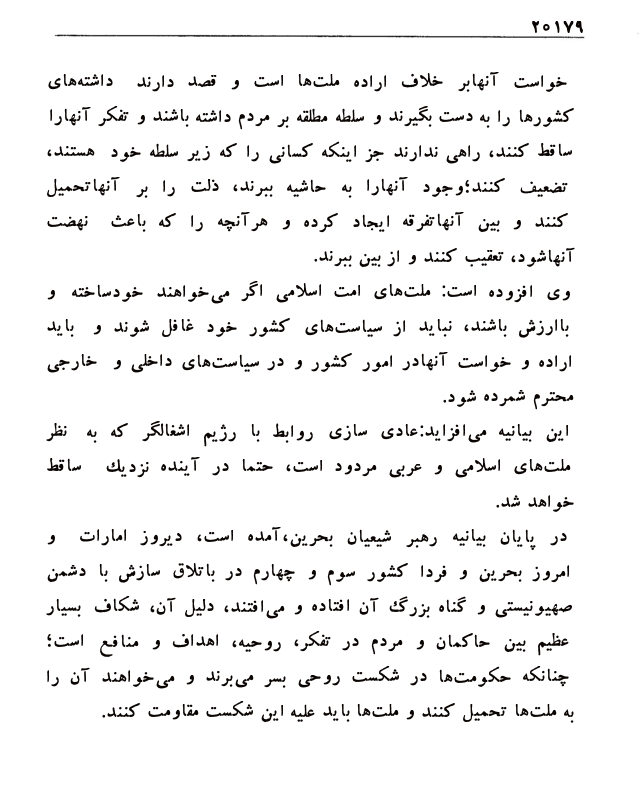 ۲۰۱۷۹
خواست آنهابر خلاف اراده ملت‌ها است و قصد دارند داشته‌های
کشورها را به دست بگیرند و سلطه مطلقه بر مردم داشته باشند و تفکر آنهارا
ساقط کنند، راهی ندارند جز اینکه کسانی را که زیر سلطه خود هستند،
تضعیف کنند؛وجود آنهارا به حاشیه ببرند، ذلت را بر آنهاتحمیل
کنند و بین آنهاتفرقه ایجاد کرده و هرآنچه را که باعث نهضت
آنهاشود، تعقیب کنند و از بین ببرند.
وی افزوده است: ملت‌های امت اسلامی اگر می‌خواهند خودساخته و
باارزش باشند، نباید از سیاست‌های کشور خود غافل شوند و باید
اراده و خواست آنهادر امور کشور و در سیاست‌های داخلی و خارجی
محترم شمرده شود.
این بیانیه می‌افزاید:عادی سازی روابط با رژیم اشغالگر که به نظر
ملت‌های اسلامی و عربی مردود است، حتما در آینده نزدیك ساقط
خواهد شد.
در پایان بیانیه رهبر شیعیان بحرین،آمده است، دیروز امارات و
امروز بحرین و فردا کشور سوم و چهارم در باتلاق سازش با دشمن
صهیونیستی و گناه بزرگ آن افتاده و می‌افتند، دلیل آن، شکاف بسیار
عظیم بین حاکمان و مردم در تفکر، روحیه، اهداف و منافع است؛
چنانکه حکومت‌ها در شکست روحی بسر می‌برند و می‌خواهند آن را
به ملت‌ها تحمیل کنند و ملت‌ها باید علیه این شکست مقاومت کنند.